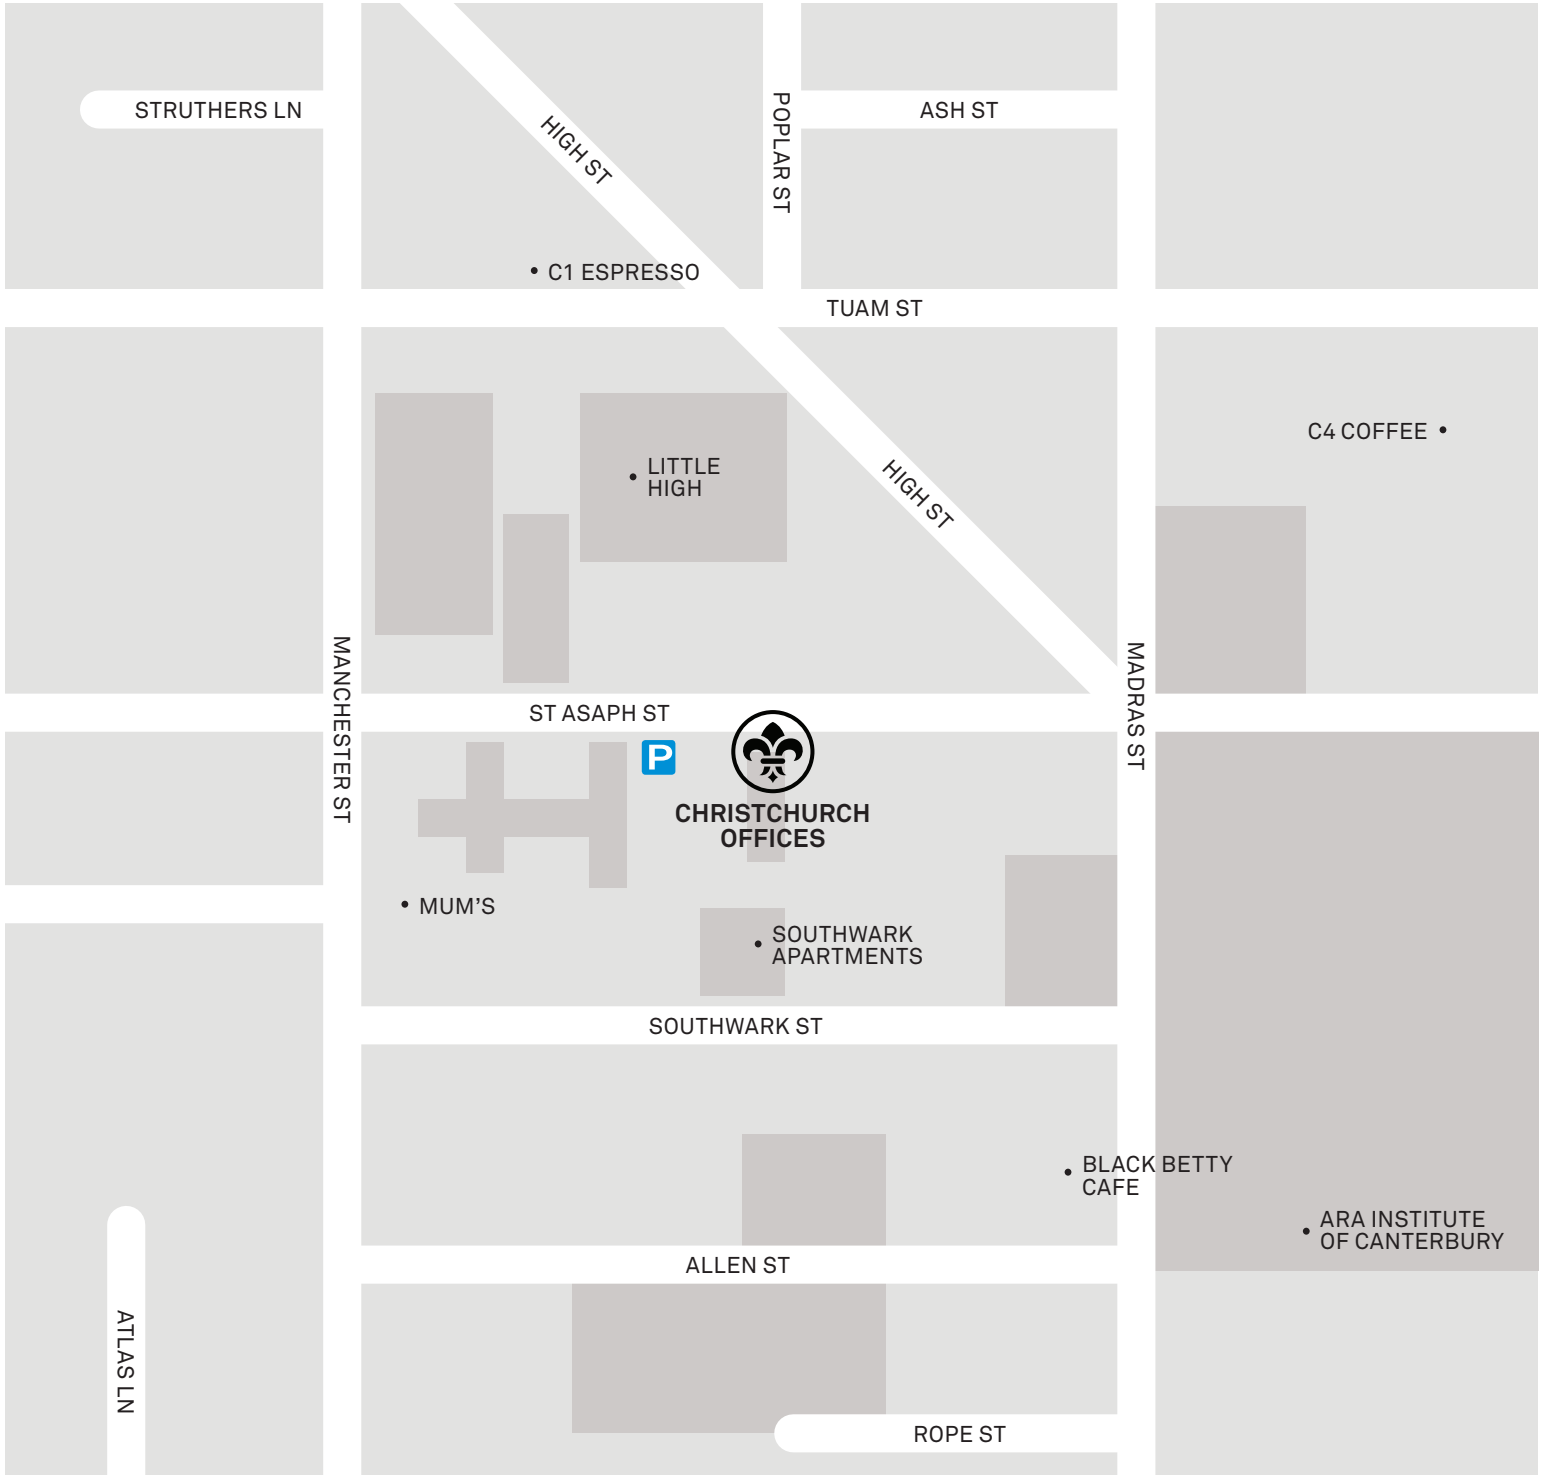 STRUTHERS LN
HIGH ST
POPLAR ST
ASH ST
C1 ESPRESSO
TUAM ST
C4 COFFEE
LITTLE
HIGH
HIGH ST
MANCHESTER ST
ST ASAPH ST
MADRAS ST
P
CHRISTCHURCH
OFFICES
MUM'S
SOUTHWARK
APARTMENTS
SOUTHWARK ST
BLACK BETTY
CAFE
ARA INSTITUTE
OF CANTERBURY
ALLEN ST
ATLAS LN
ROPE ST